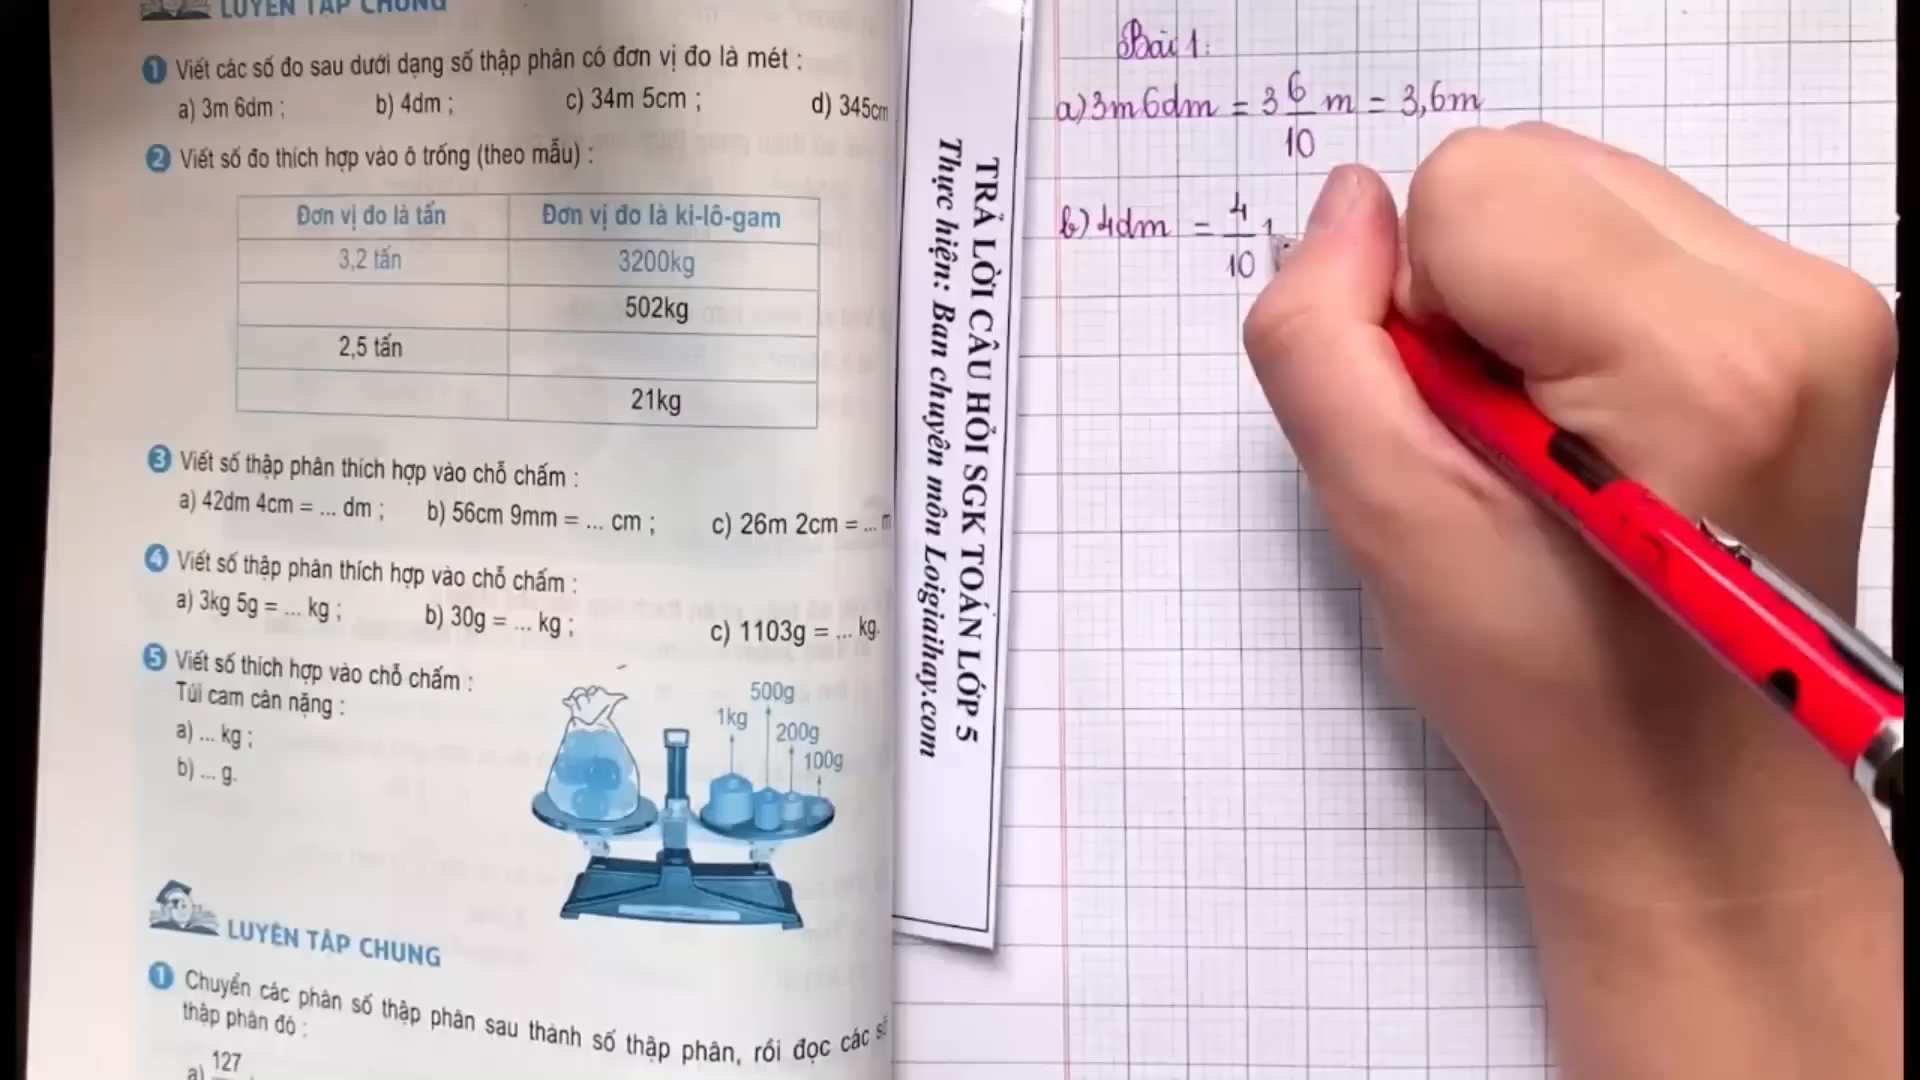 LUYỆN TẬP CHUNG
1 Viết các số đo sau dưới dạng số thập phân có đơn vị đo là mét :
a) 3m 6dm ; b) 4dm ; c) 34m 5cm ; d) 345cm
2 Viết số đo thích hợp vào ô trống (theo mẫu) :
Đơn vị đo là tấn Đơn vị đo là ki-lô-gam
3,2 tấn 3200kg
502kg
2,5 tấn
21kg
3 Viết số thập phân thích hợp vào chỗ chấm :
a) 42dm 4cm = ... dm ; b) 56cm 9mm = ... cm ; c) 26m 2cm = ... m
4 Viết số thập phân thích hợp vào chỗ chấm :
a) 3kg 5g = ... kg ; b) 30g = ... kg ; c) 1103g = ... kg.
5 Viết số thích hợp vào chỗ chấm :
Túi cam cân nặng :
a) ... kg ;
b) ... g.
500g
1kg
200g
100g
LUYỆN TẬP CHUNG
1 Chuyển các phân số thập phân sau thành số thập phân, rồi đọc các số
thập phân đó :
a) 127
TRẢ LỜI CÂU HỎI SGK TOÁN LỚP 5
Thực hiện: Ban chuyên môn Loigiaihay.com
Bài 1:
a) 3m6dm = 3 6/10 m = 3,6m
b) 4dm = 4/10